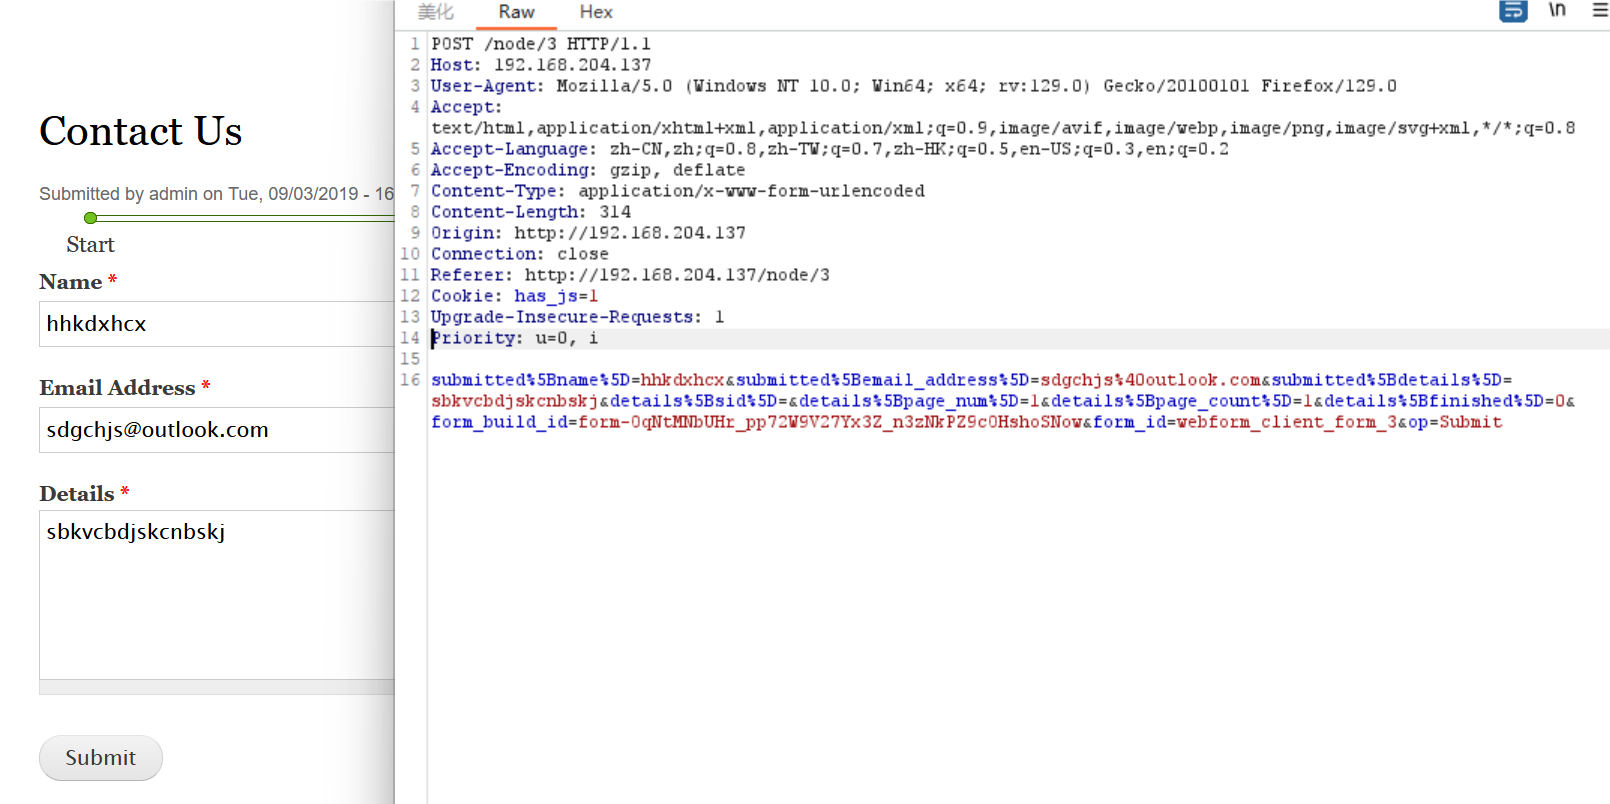 Contact Us
Submitted by admin on Tue, 09/03/2019 - 16
Start
Name *
hhkdxhcx
Email Address *
sdgchjs@outlook.com
Details *
sbkvcbdjskcnbskj
Submit
美化 Raw Hex \n
1 POST /node/3 HTTP/1.1
2 Host: 192.168.204.137
3 User-Agent: Mozilla/5.0 (Windows NT 10.0; Win64; x64; rv:129.0) Gecko/20100101 Firefox/129.0
4 Accept:
text/html,application/xhtml+xml,application/xml;q=0.9,image/avif,image/webp,image/png,image/svg+xml,*/*;q=0.8
5 Accept-Language: zh-CN,zh;q=0.8,zh-TW;q=0.7,zh-HK;q=0.5,en-US;q=0.3,en;q=0.2
6 Accept-Encoding: gzip, deflate
7 Content-Type: application/x-www-form-urlencoded
8 Content-Length: 314
9 Origin: http://192.168.204.137
10 Connection: close
11 Referer: http://192.168.204.137/node/3
12 Cookie: has_js=1
13 Upgrade-Insecure-Requests: 1
14 Priority: u=0, i
15
16 submitted%5Bname%5D=hhkdxhcx&submitted%5Bemail_address%5D=sdgchjs%40outlook.com&submitted%5Bdetails%5D=
sbkvcbdjskcnbskj&details%5Bsid%5D=&details%5Bpage_num%5D=1&details%5Bpage_count%5D=1&details%5Bfinished%5D=0&
form_build_id=form-0qNtMNbUHr_pp72W9V27Yx3Z_n3zNkPZ9c0HshoSNow&form_id=webform_client_form_3&op=Submit